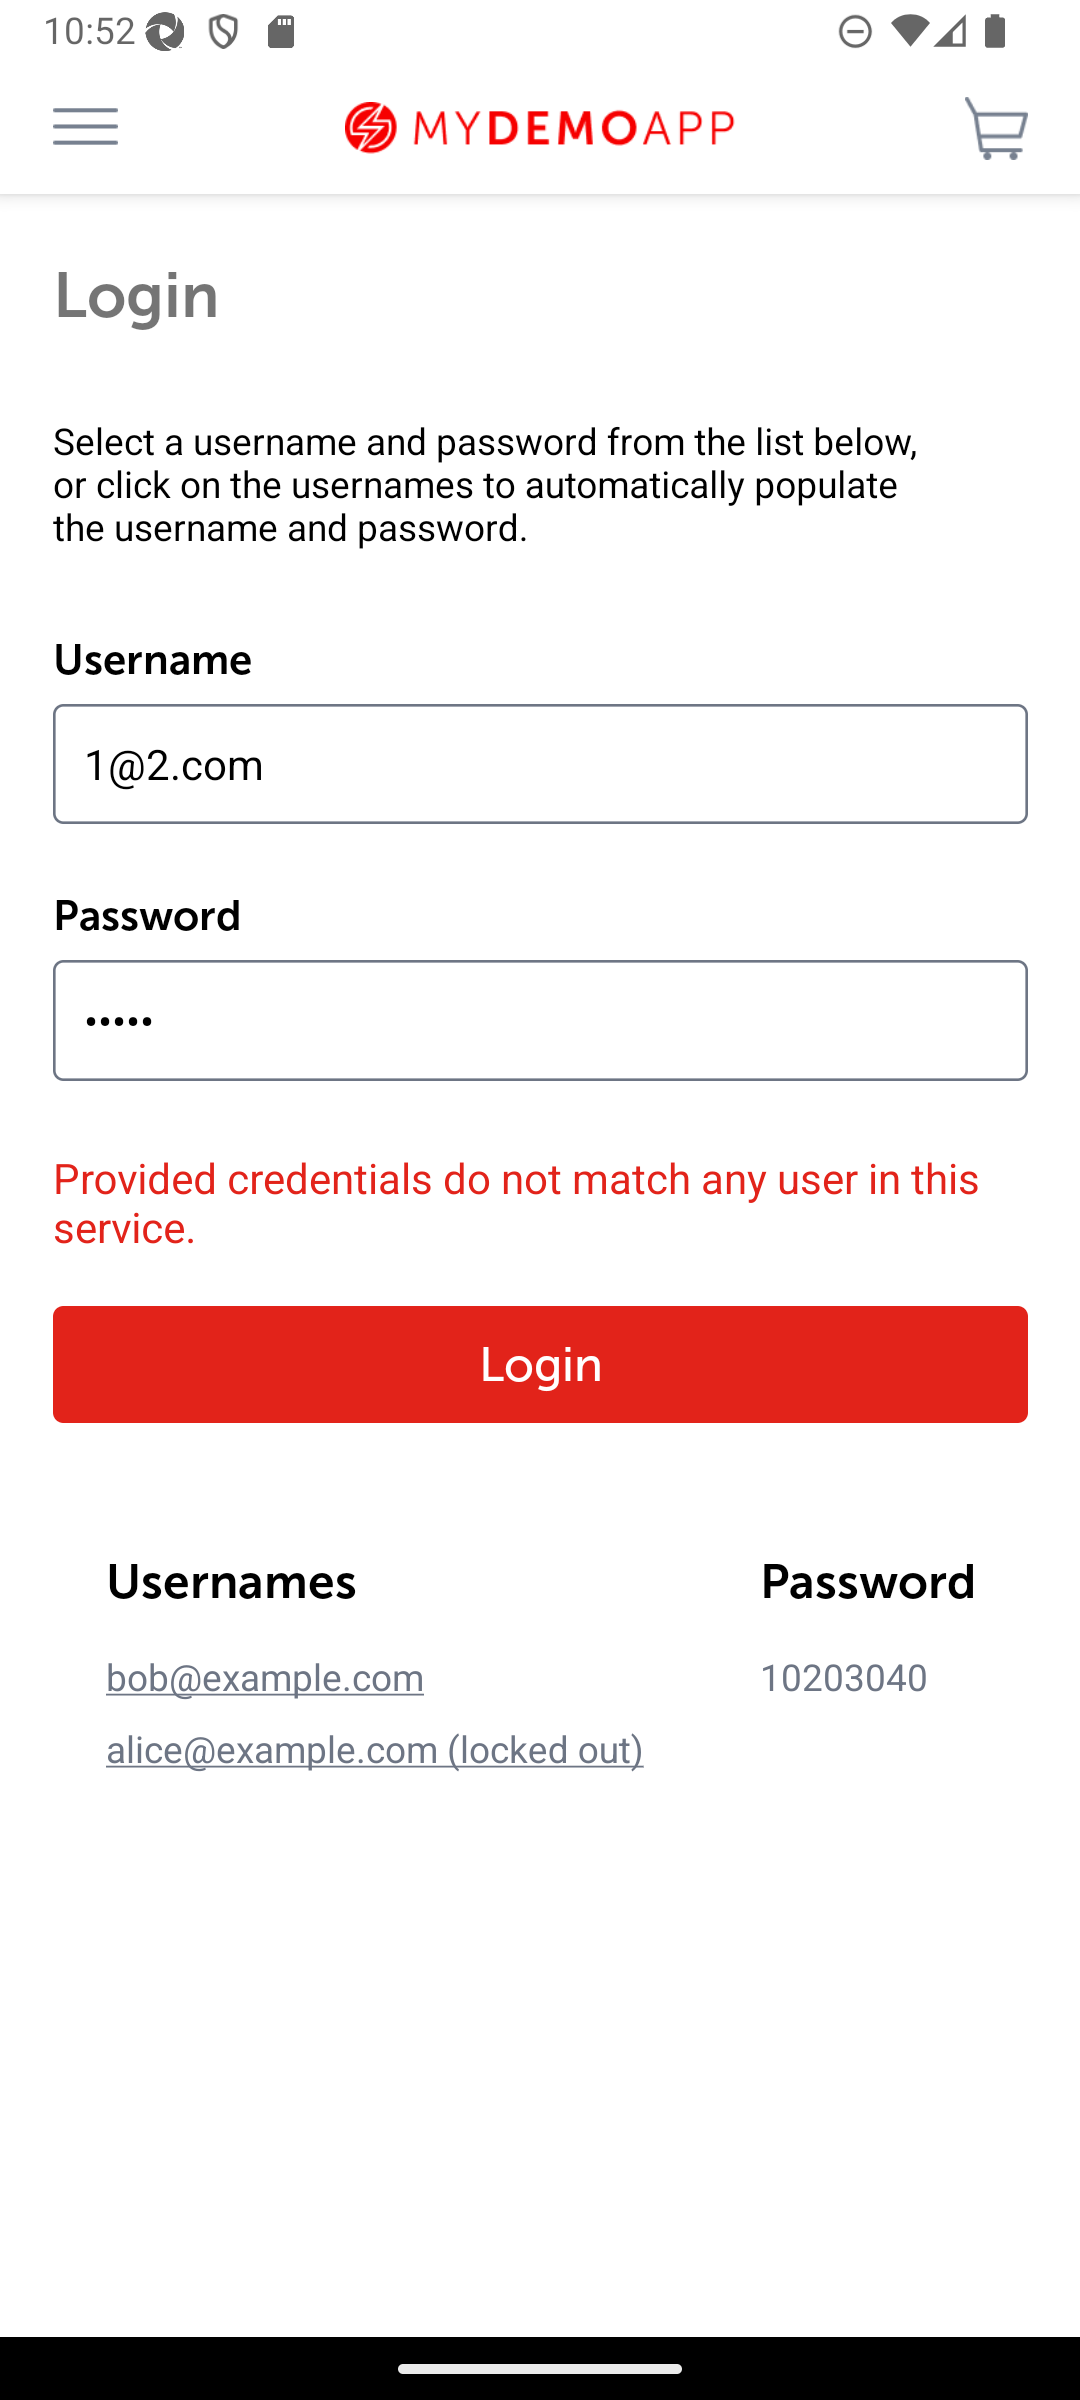 10:52
MYDEMOAPP
Login
Select a username and password from the list below,
or click on the usernames to automatically populate
the username and password.
Username
1@2.com
Password
•••••
Provided credentials do not match any user in this
service.
Login
Usernames Password
bob@example.com 10203040
alice@example.com (locked out)